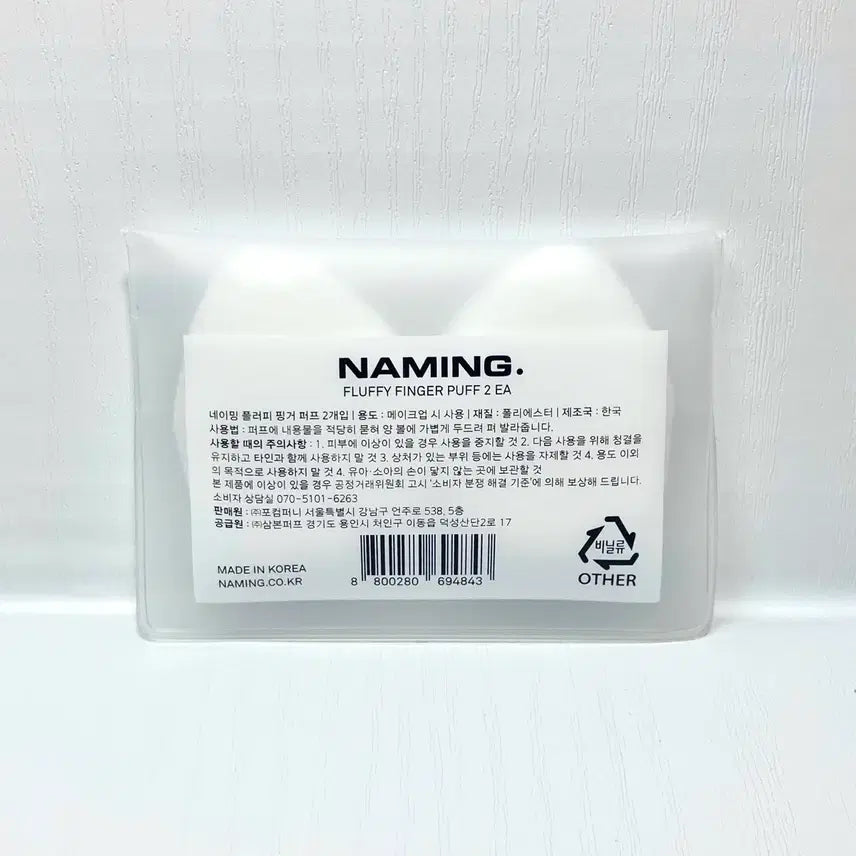 NAMING.
FLUFFY FINGER PUFF 2 EA
네이밍 플러피 핑거 퍼프 2개입 | 용도 : 메이크업 시 사용 | 재질 : 폴리에스터 | 제조국 : 한국
사용법 : 퍼프에 내용물을 적당히 묻혀 양 볼에 가볍게 두드려 펴 발라줍니다.
사용할 때의 주의사항 : 1. 피부에 이상이 있을 경우 사용을 중지할 것 2. 다음 사용을 위해 청결을
유지하고 타인과 함께 사용하지 말 것 3. 상처가 있는 부위 등에는 사용을 자제할 것 4. 용도 이외
의 목적으로 사용하지 말 것 4. 유아·소아의 손이 닿지 않는 곳에 보관할 것
본 제품에 이상이 있을 경우 공정거래위원회 고시 '소비자 분쟁 해결 기준'에 의해 보상해 드립니다.
소비자 상담실 070-5101-6263
판매원 : ㈜포컴퍼니 서울특별시 강남구 언주로 538, 5층
공급원 : ㈜삼본퍼프 경기도 용인시 처인구 이동읍 덕성산단2로 17
MADE IN KOREA
NAMING.CO.KR
8 800280 694843
비닐류
OTHER